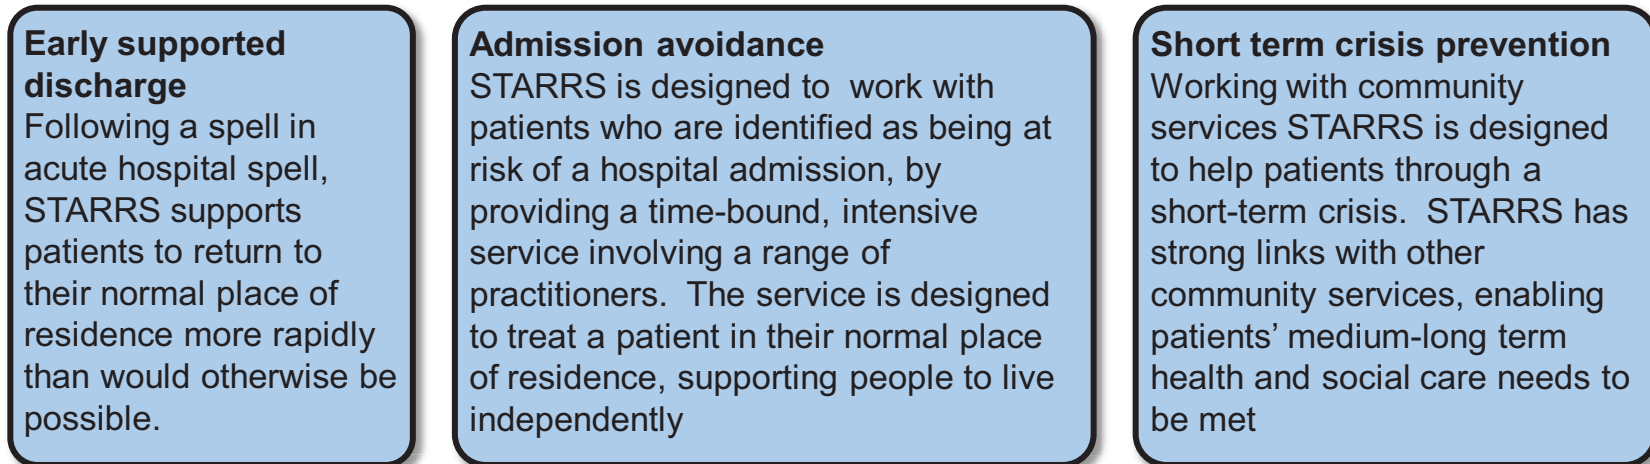 Early supported
discharge
Following a spell in
acute hospital spell,
STARRS supports
patients to return to
their normal place of
residence more rapidly
than would otherwise be
possible.
Admission avoidance
STARRS is designed to  work with
patients who are identified as being at
risk of a hospital admission, by
providing a time-bound, intensive
service involving a range of
practitioners.  The service is designed
to treat a patient in their normal place
of residence, supporting people to live
independently
Short term crisis prevention
Working with community
services STARRS is designed
to help patients through a
short-term crisis.  STARRS has
strong links with other
community services, enabling
patients’ medium-long term
health and social care needs to
be met